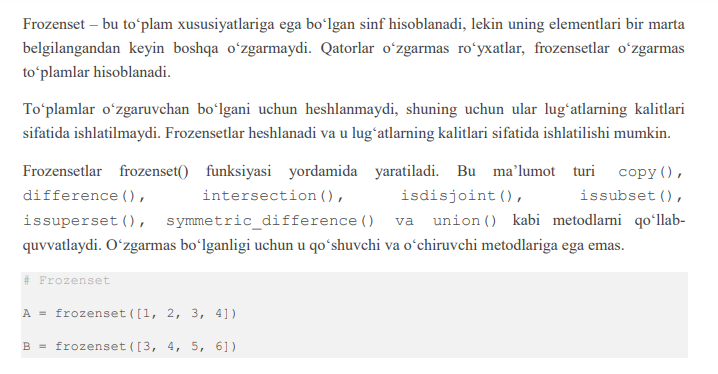 Frozenset – bu to‘plam xususiyatlariga ega bo‘lgan sinf hisoblanadi, lekin uning elementlari bir marta
belgilangandan keyin boshqa o‘zgarmaydi. Qatorlar o‘zgarmas ro‘yxatlar, frozensetlar o‘zgarmas
to‘plamlar hisoblanadi.
To‘plamlar o‘zgaruvchan bo‘lgani uchun heshlanmaydi, shuning uchun ular lug‘atlarning kalitlari
sifatida ishlatilmaydi. Frozensetlar heshlanadi va u lug‘atlarning kalitlari sifatida ishlatilishi mumkin.
Frozensetlar frozenset() funksiyasi yordamida yaratiladi. Bu ma’lumot turi copy(),
difference(), intersection(), isdisjoint(), issubset(),
issuperset(), symmetric_difference() va union() kabi metodlarni qo‘llab-
quvvatlaydi. O‘zgarmas bo‘lganligi uchun u qo‘shuvchi va o‘chiruvchi metodlariga ega emas.
# Frozenset
A = frozenset([1, 2, 3, 4])
B = frozenset([3, 4, 5, 6])